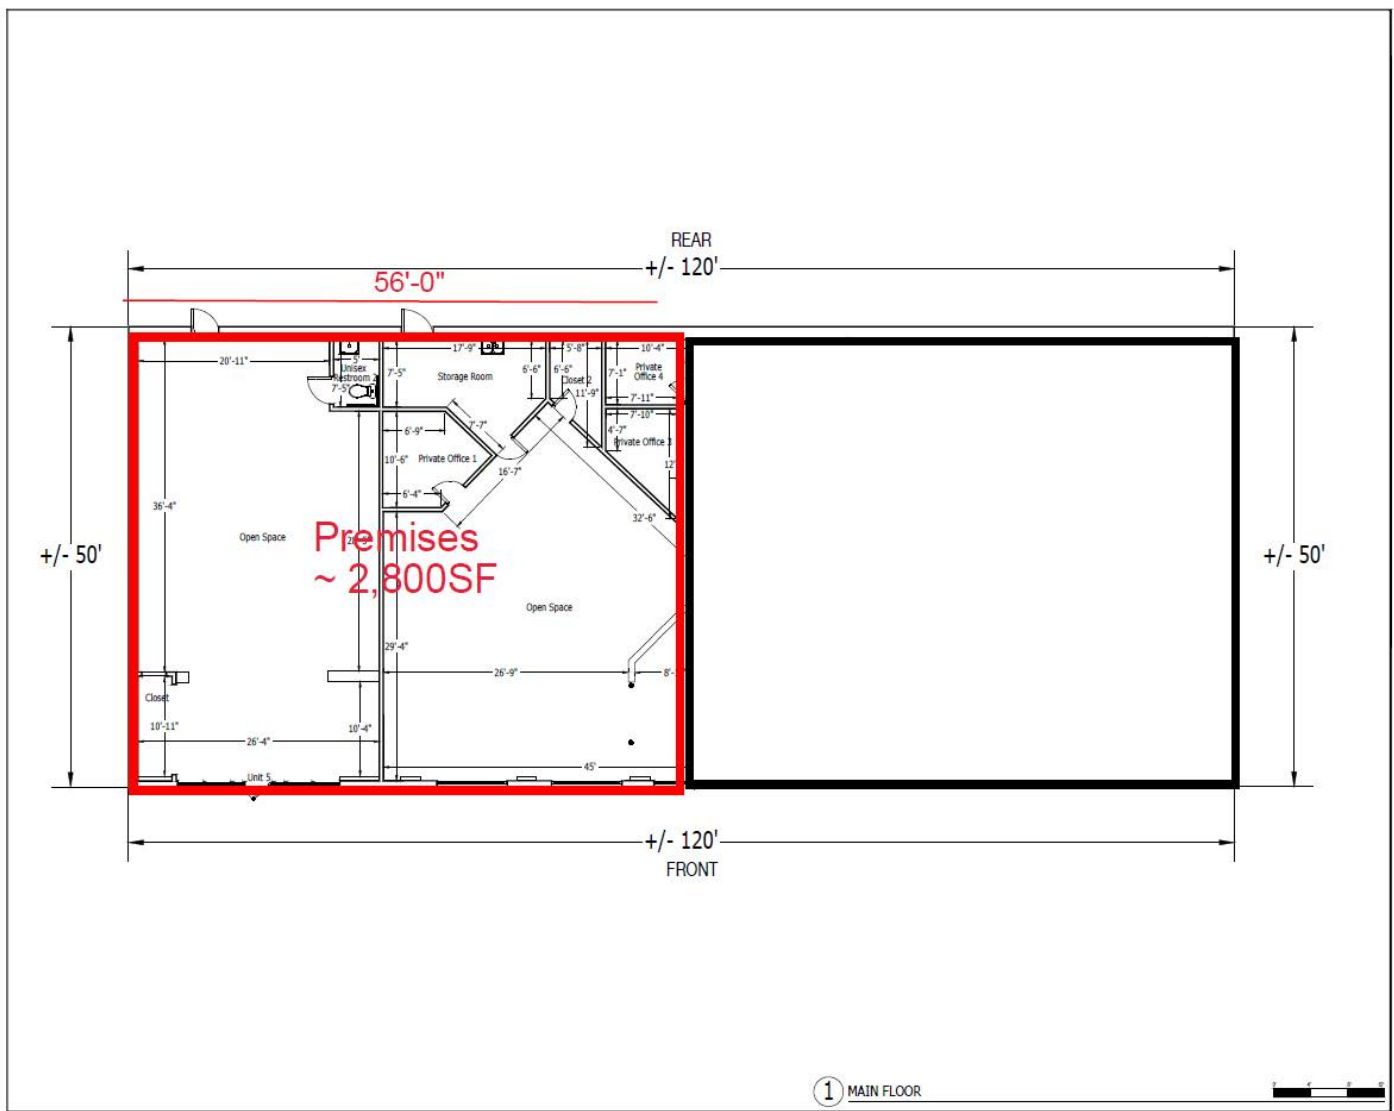 REAR
+/- 120'
56'-0"
20'-11"
5'
17'-9"
5'-8"
10'-4"
Unisex
Restroom 2
7'-5"
7'-5"
Storage Room
6'-6"
6'-6"
Closet 2
11'-9"
7'-1"
Private
Office 4
7'-11"
7'-10"
6'-9"
7'-7"
4'-7"
Private Office 3
10'-6"
Private Office 1
16'-7"
12'
6'-4"
36'-4"
32'-6"
Open Space
Premises
~ 2,800SF
+/- 50'
+/- 50'
Open Space
29'-4"
26'-9"
8'-
Closet
10'-11"
10'-4"
26'-4"
45'
Unit 5
+/- 120'
FRONT
1 MAIN FLOOR